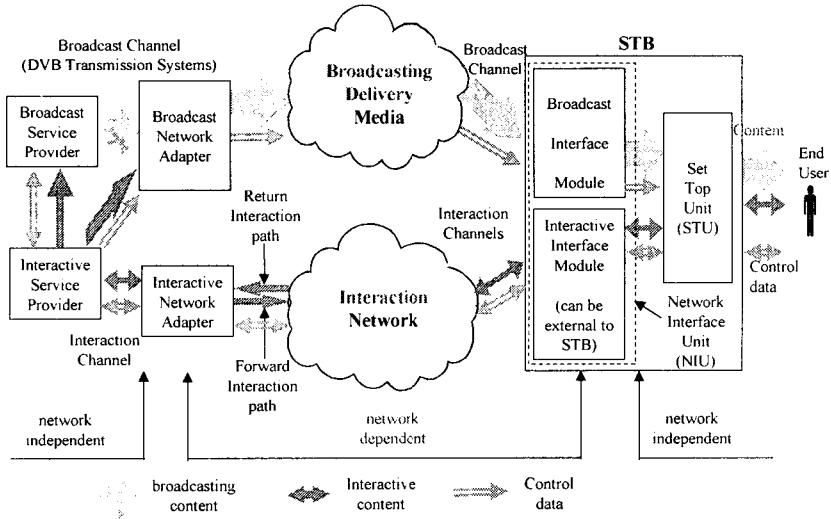 Broadcast Channel
(DVB Transmission Systems)
Broadcast
Service
Provider
Broadcast
Network
Adapter
Broadcasting
Delivery
Media
Broadcast
Channel
STB
Broadcast
Interface
Module
Content
Set
Top
Unit
(STU)
End
User
Return
Interaction
path
Interaction
Channels
Interactive
Service
Provider
Interactive
Network
Adapter
Interaction
Network
Interactive
Interface
Module
(can be
external to
STB)
Control
data
Network
Interface
Unit
(NIU)
Interaction
Channel
Forward
Interaction
path
network
independent
network
dependent
network
independent
broadcasting
content
Interactive
content
Control
data